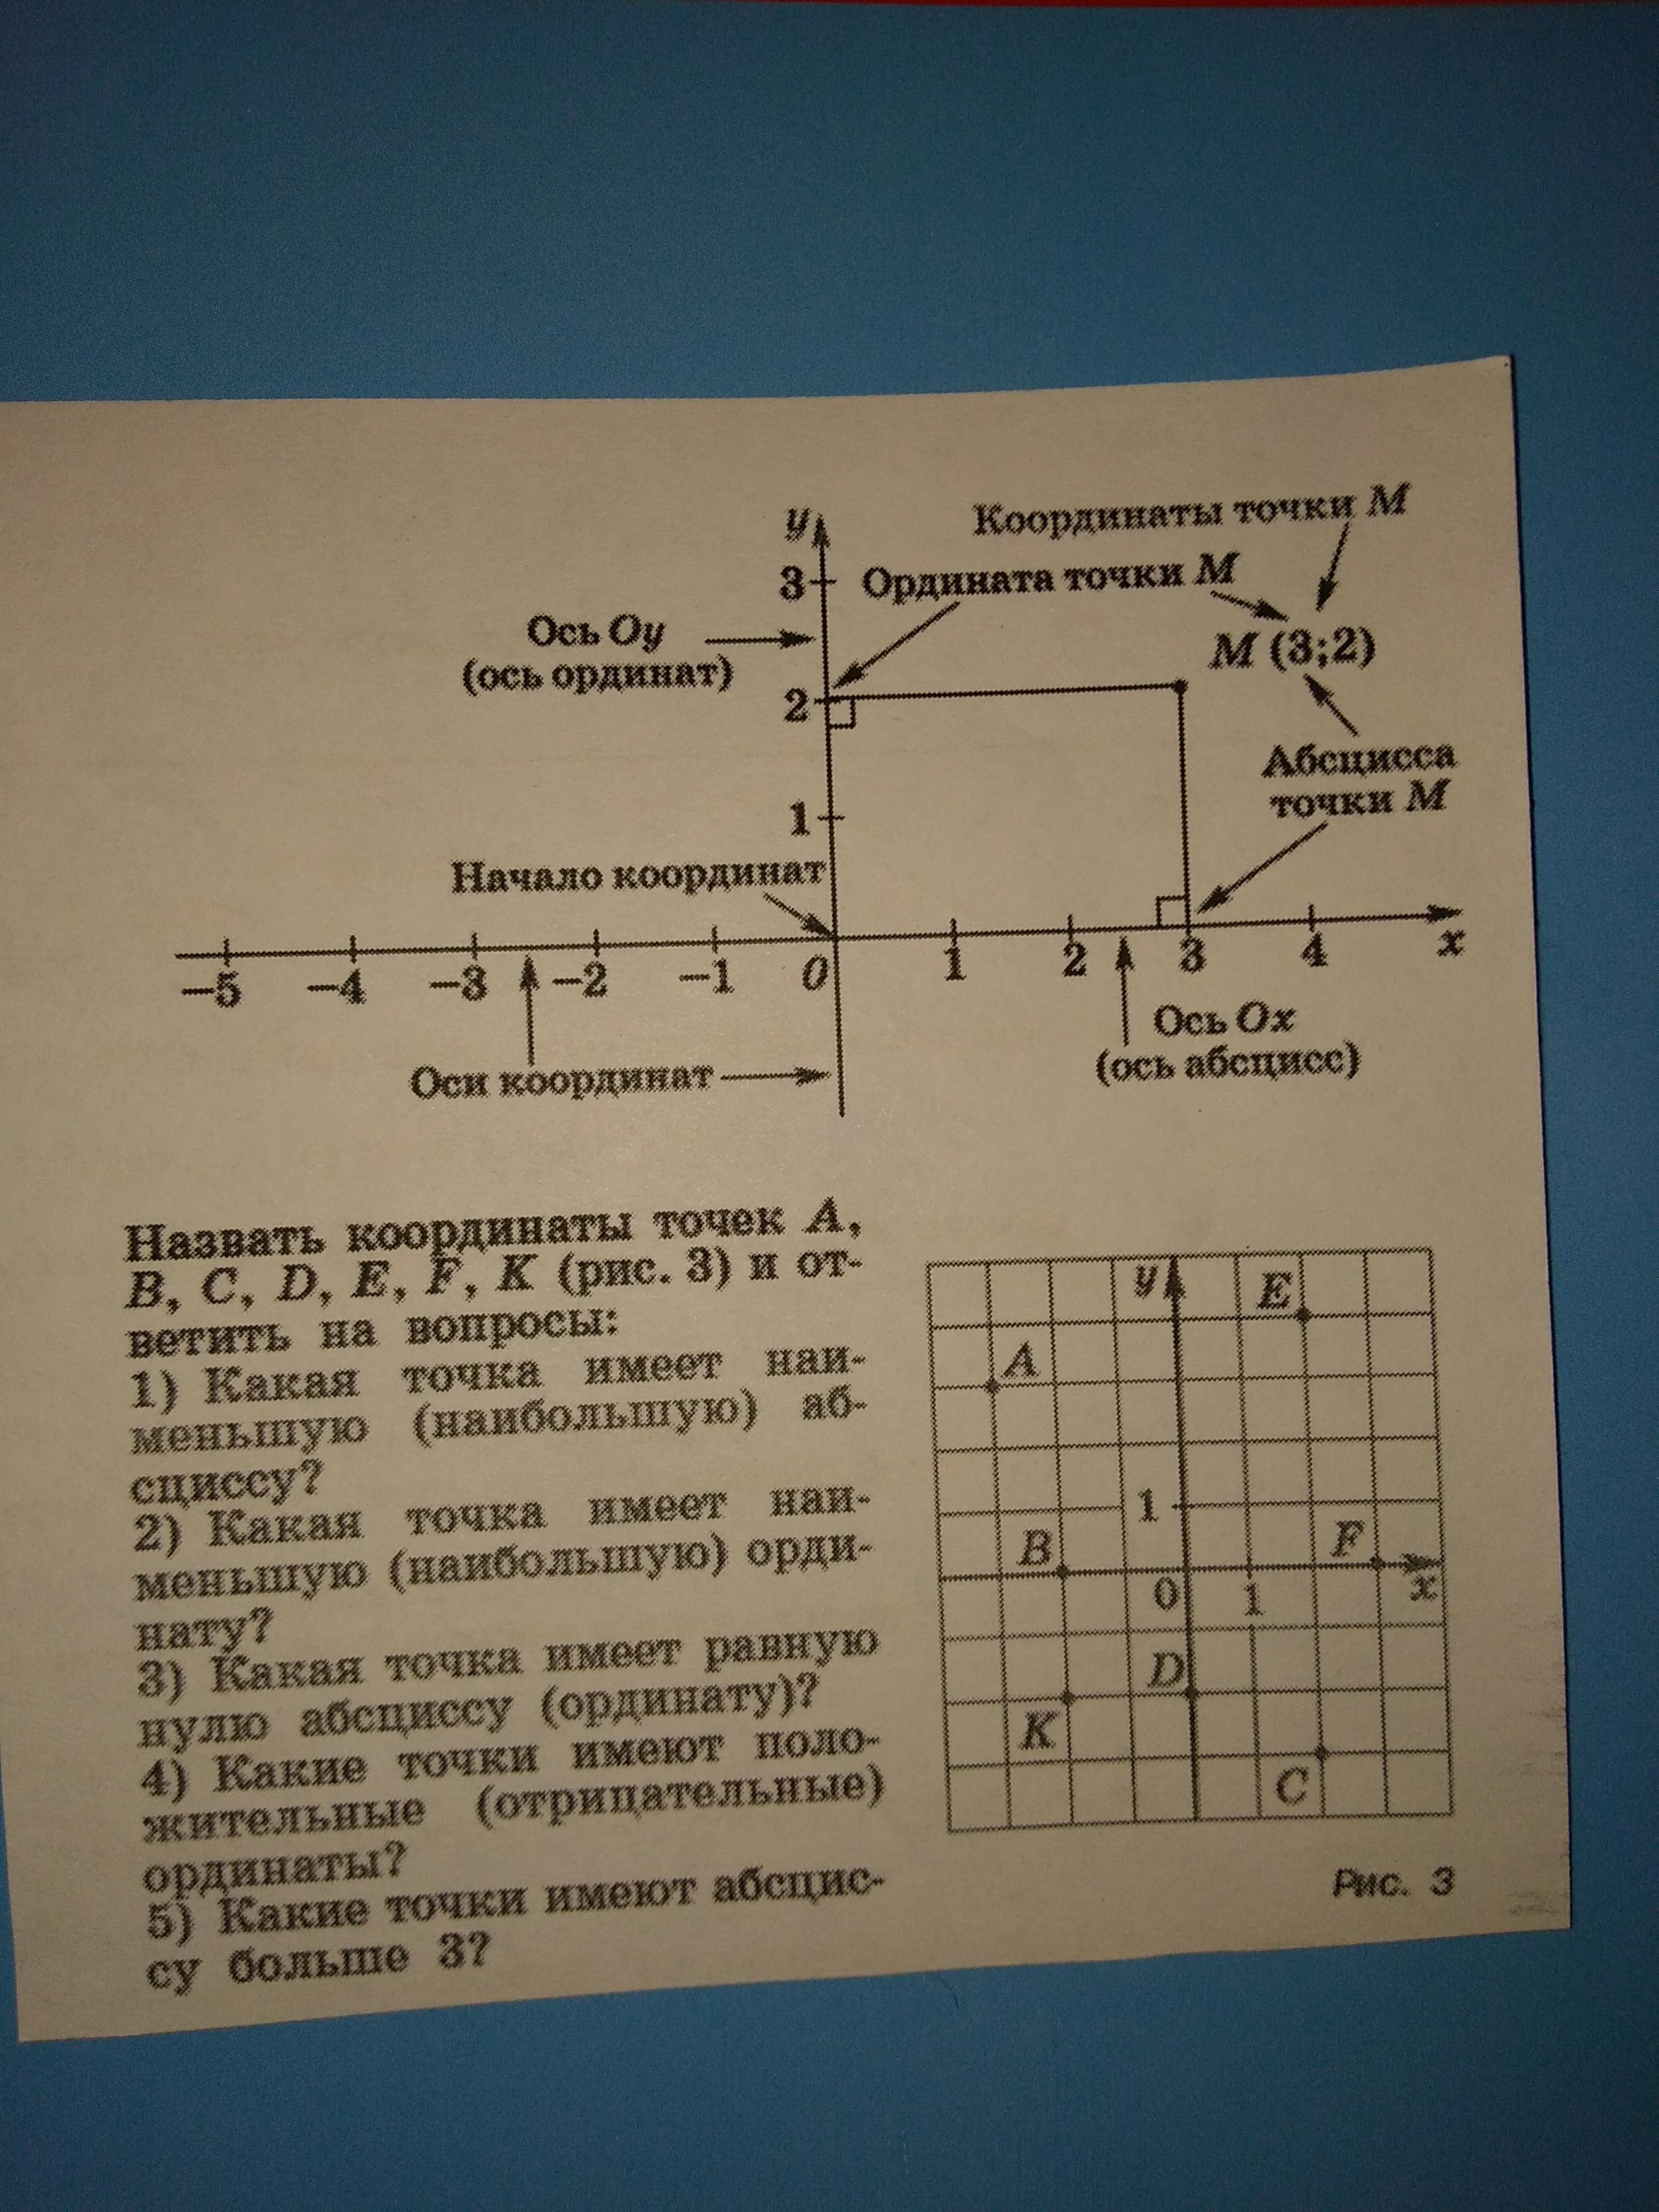 y
Координаты точки M
3
Ордината точки M
Ось Oy
(ось ординат)
M (3;2)
2
Абсцисса
точки M
1
Начало координат
–5 –4 –3 –2 –1 0 1 2 3 4 x
Ось Ox
(ось абсцисс)
Оси координат
Назвать координаты точек A,
B, C, D, E, F, K (рис. 3) и от-
ветить на вопросы:
1) Какая точка имеет наи-
меньшую (наибольшую) аб-
сциссу?
2) Какая точка имеет наи-
меньшую (наибольшую) орди-
нату?
3) Какая точка имеет равную
нулю абсциссу (ординату)?
4) Какие точки имеют поло-
жительные (отрицательные)
ординаты?
5) Какие точки имеют абсцис-
су больше 3?
y E
A
1
B F
0 1 x
D
K
C
Рис. 3